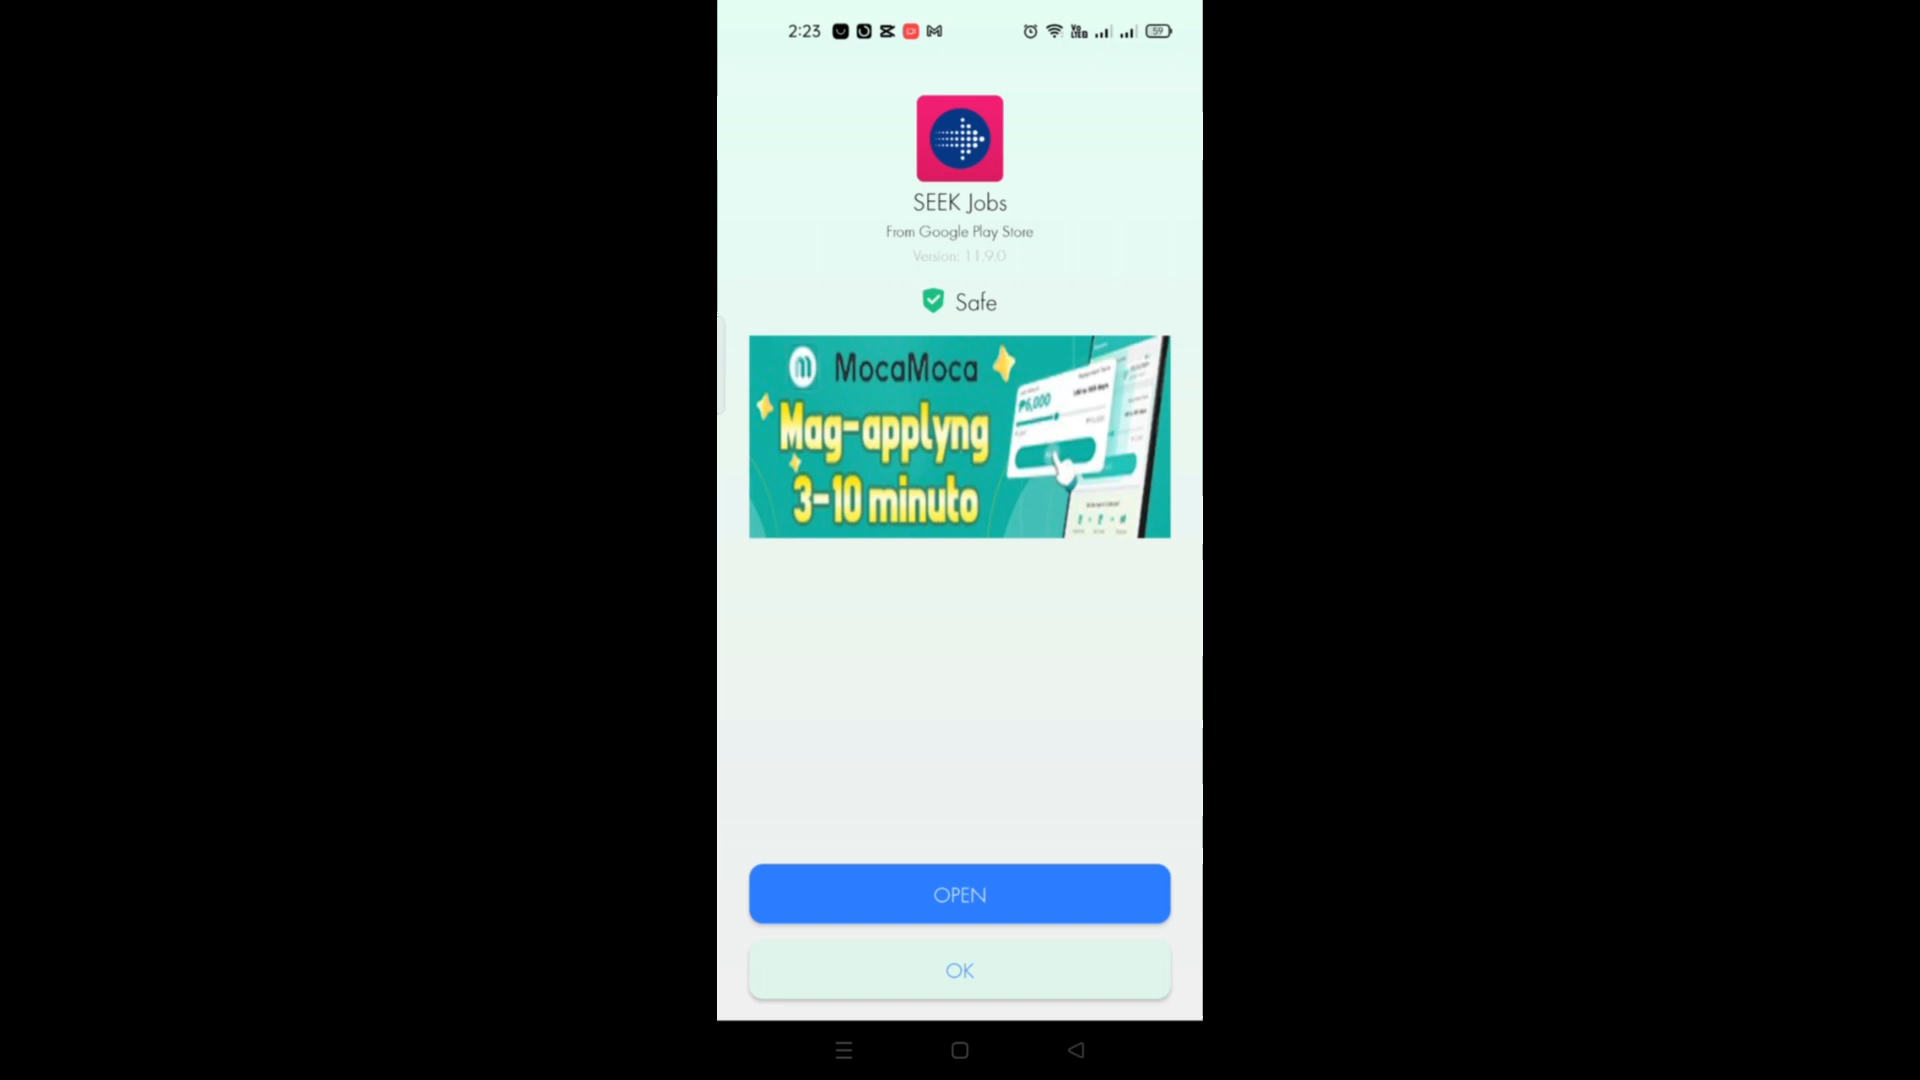 2:23
59
SEEK Jobs
From Google Play Store
Version: 11.9.0
Safe
MocaMoca
₱6,000
Mag-applyng
3-10 minuto
OPEN
OK